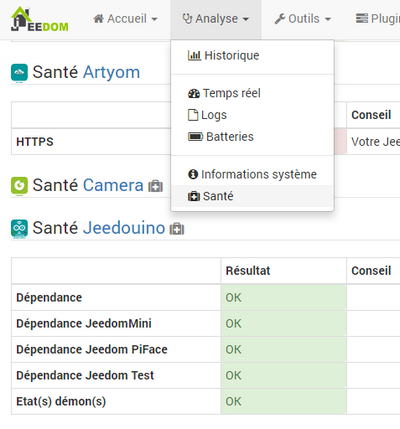 JEEDOM
Accueil
Analyse
Outils
Plugin
Historique
Temps réel
Logs
Batteries
Informations système
Santé
Santé Artyom
Conseil
HTTPS
Votre Jee
Santé Camera
Santé Jeedouino
Résultat
Conseil
Dépendance
OK
Dépendance JeedomMini
OK
Dépendance Jeedom PiFace
OK
Dépendance Jeedom Test
OK
Etat(s) démon(s)
OK